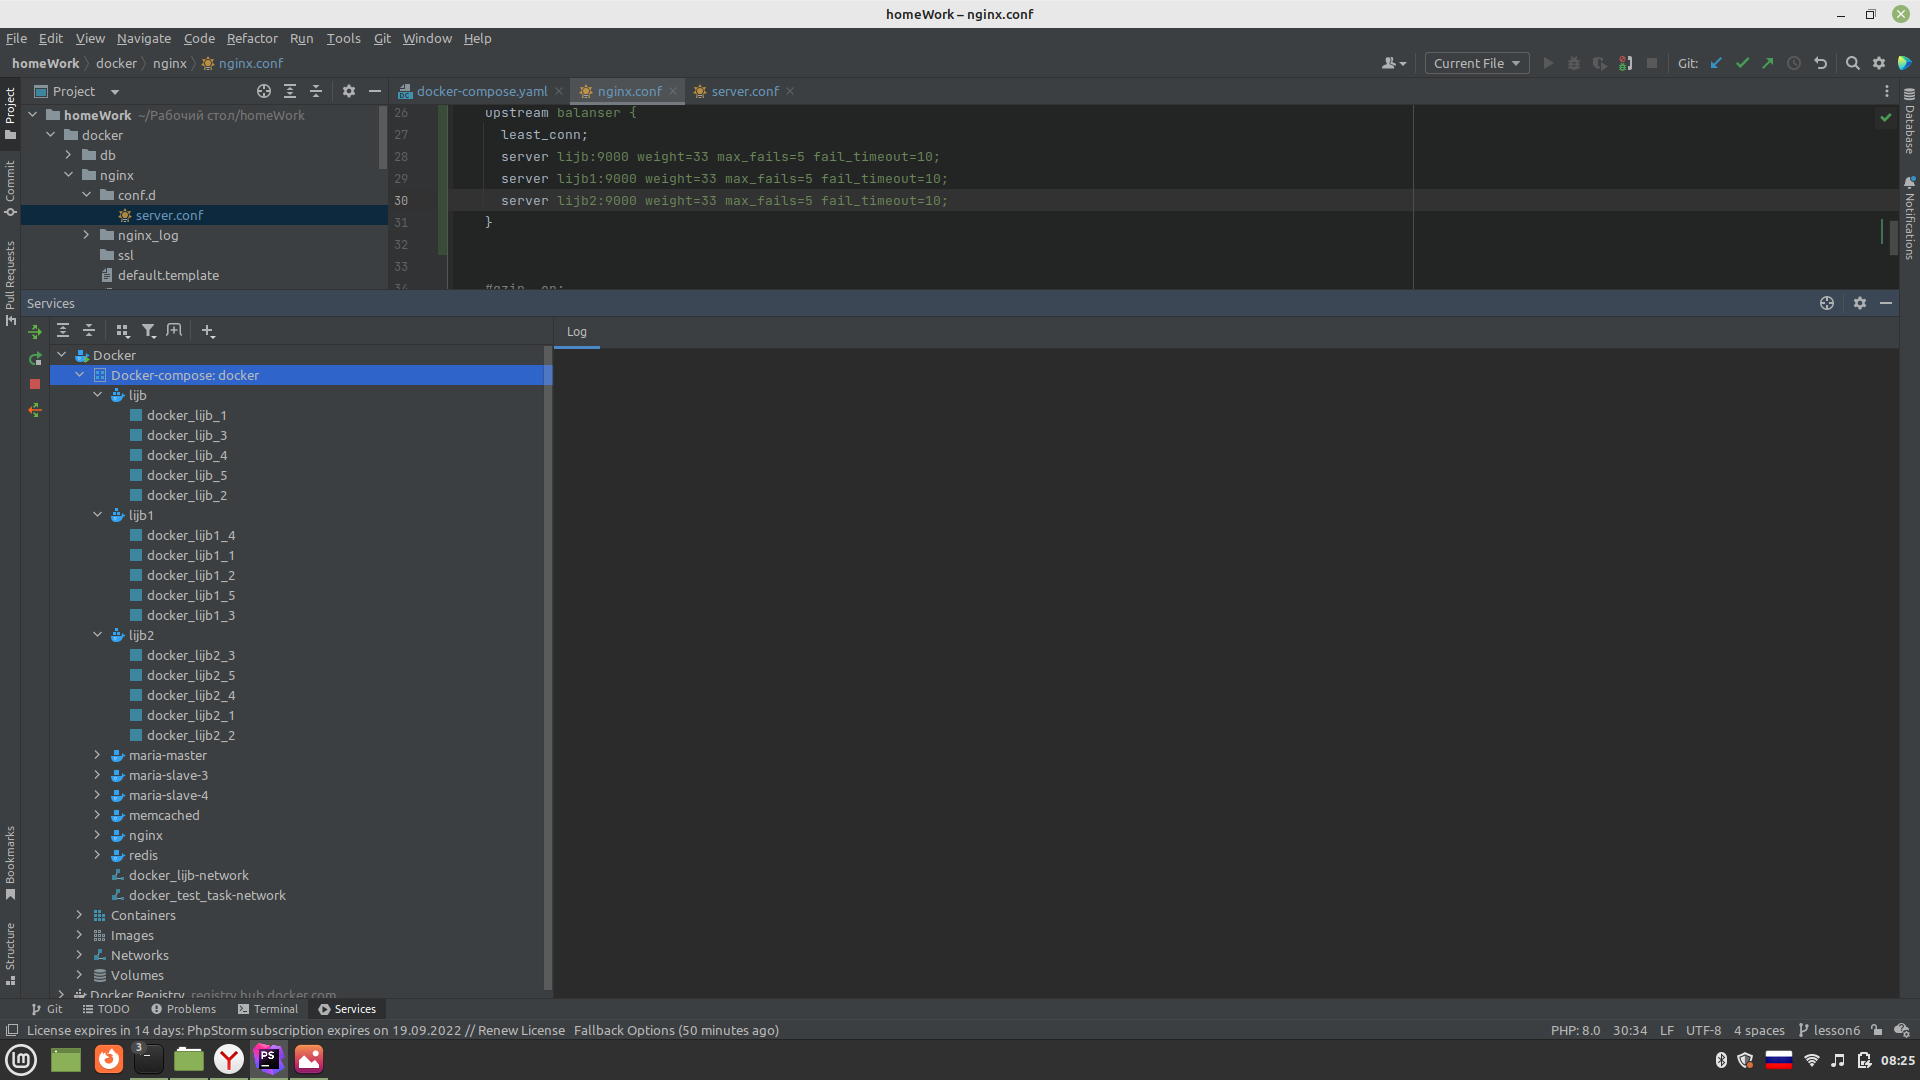 homeWork – nginx.conf
File Edit View Navigate Code Refactor Run Tools Git Window Help
homeWork docker nginx nginx.conf
Current File
Git:
Project
docker-compose.yaml
nginx.conf
server.conf
homeWork ~/Рабочий стол/homeWork
docker
db
nginx
conf.d
server.conf
nginx_log
ssl
default.template
26 upstream balanser {
27 least_conn;
28 server lijb:9000 weight=33 max_fails=5 fail_timeout=10;
29 server lijb1:9000 weight=33 max_fails=5 fail_timeout=10;
30 server lijb2:9000 weight=33 max_fails=5 fail_timeout=10;
31 }
32
33
34 #gzip on;
Project
Commit
Pull Requests
Bookmarks
Structure
Database
Notifications
Services
Log
Docker
Docker-compose: docker
lijb
docker_lijb_1
docker_lijb_3
docker_lijb_4
docker_lijb_5
docker_lijb_2
lijb1
docker_lijb1_4
docker_lijb1_1
docker_lijb1_2
docker_lijb1_5
docker_lijb1_3
lijb2
docker_lijb2_3
docker_lijb2_5
docker_lijb2_4
docker_lijb2_1
docker_lijb2_2
maria-master
maria-slave-3
maria-slave-4
memcached
nginx
redis
docker_lijb-network
docker_test_task-network
Containers
Images
Networks
Volumes
Docker Registry registry.hub.docker.com
Git TODO Problems Terminal Services
License expires in 14 days: PhpStorm subscription expires on 19.09.2022 // Renew License Fallback Options (50 minutes ago)
PHP: 8.0 30:34 LF UTF-8 4 spaces lesson6
3
PS
08:25